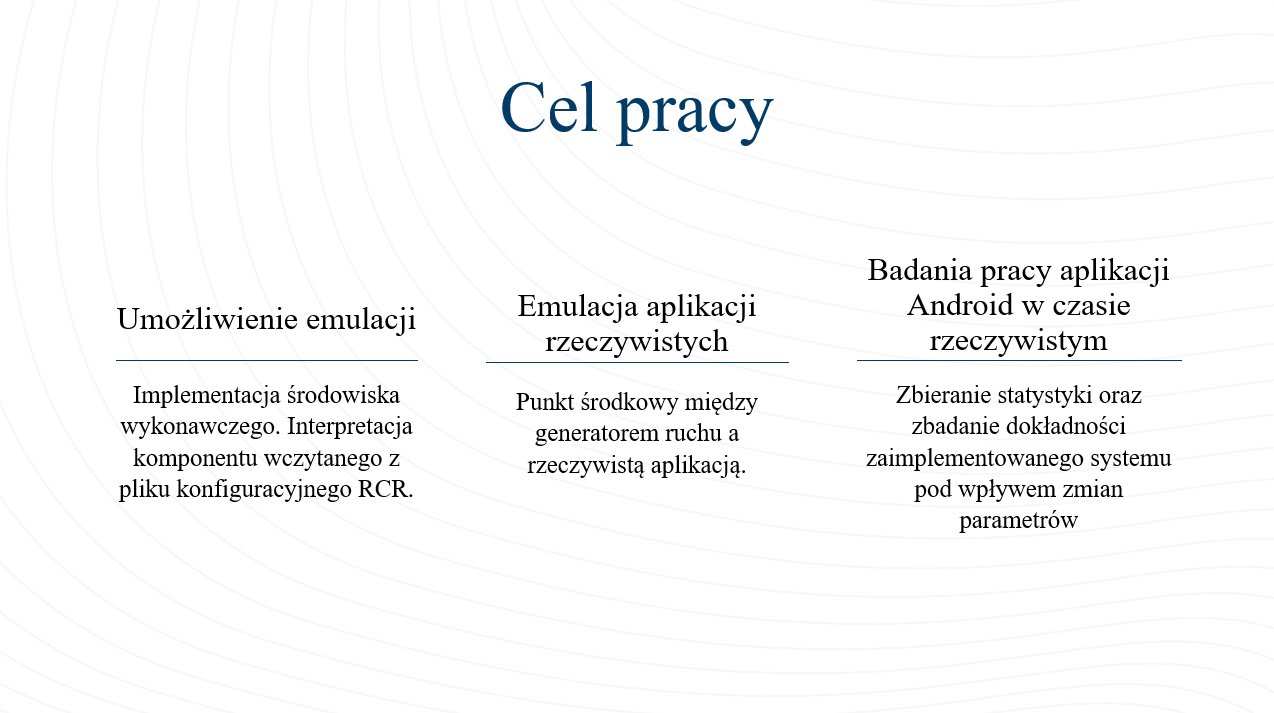 Cel pracy
Umożliwienie emulacji
Implementacja środowiska
wykonawczego. Interpretacja
komponentu wczytanego z
pliku konfiguracyjnego RCR.
Emulacja aplikacji
rzeczywistych
Punkt środkowy między
generatorem ruchu a
rzeczywistą aplikacją.
Badania pracy aplikacji
Android w czasie
rzeczywistym
Zbieranie statystyki oraz
zbadanie dokładności
zaimplementowanego systemu
pod wpływem zmian
parametrów